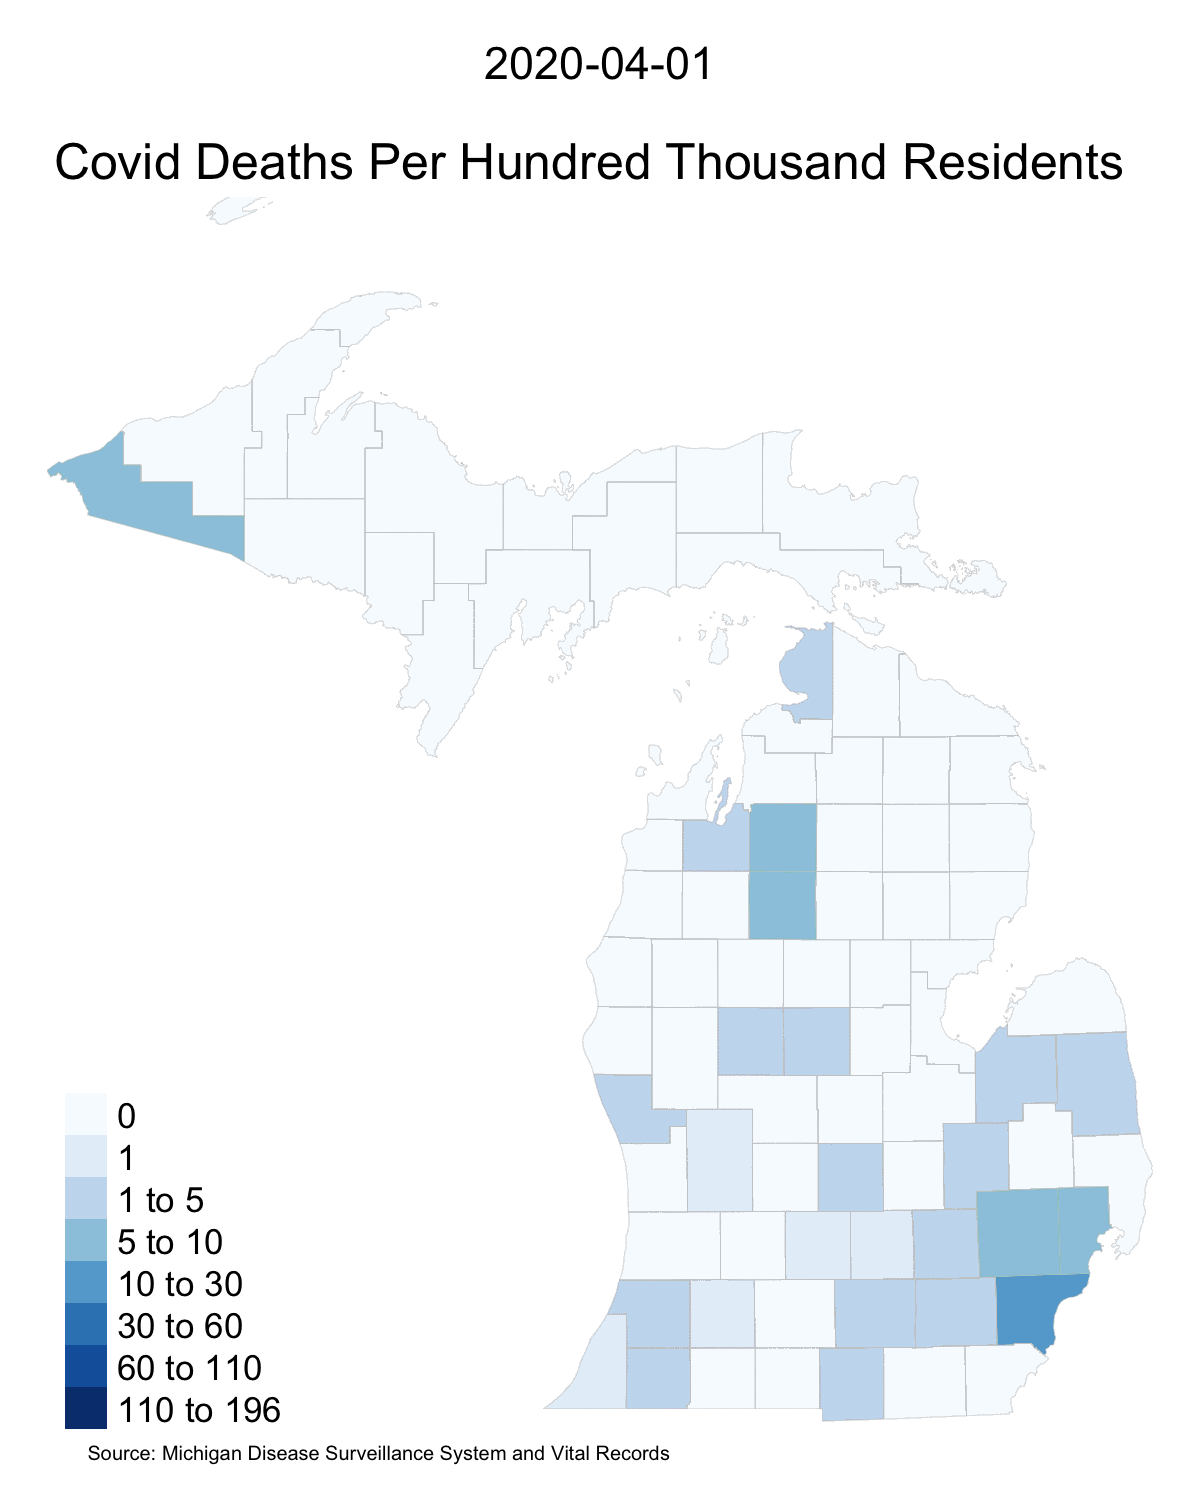 2020-04-01
Covid Deaths Per Hundred Thousand Residents
0
1
1 to 5
5 to 10
10 to 30
30 to 60
60 to 110
110 to 196
Source: Michigan Disease Surveillance System and Vital Records